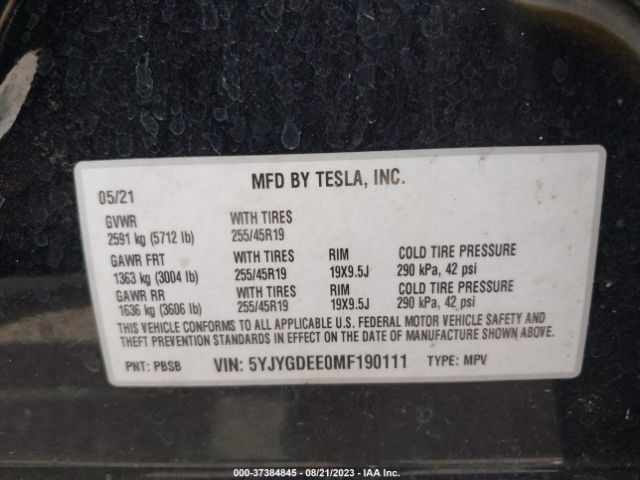 MFD BY TESLA, INC.
05/21
GVWR WITH TIRES
2591 kg (5712 lb) 255/45R19
GAWR FRT WITH TIRES RIM COLD TIRE PRESSURE
1363 kg (3004 lb) 255/45R19 19X9.5J 290 kPa, 42 psi
GAWR RR WITH TIRES RIM COLD TIRE PRESSURE
1636 kg (3606 lb) 255/45R19 19X9.5J 290 kPa, 42 psi
THIS VEHICLE CONFORMS TO ALL APPLICABLE U.S. FEDERAL MOTOR VEHICLE SAFETY AND
THEFT PREVENTION STANDARDS IN EFFECT ON THE DATE OF MANUFACTURE SHOWN ABOVE.
PNT: PBSB VIN: 5YJYGDEE0MF190111 TYPE: MPV
000-37384845 - 08/21/2023 - IAA Inc.